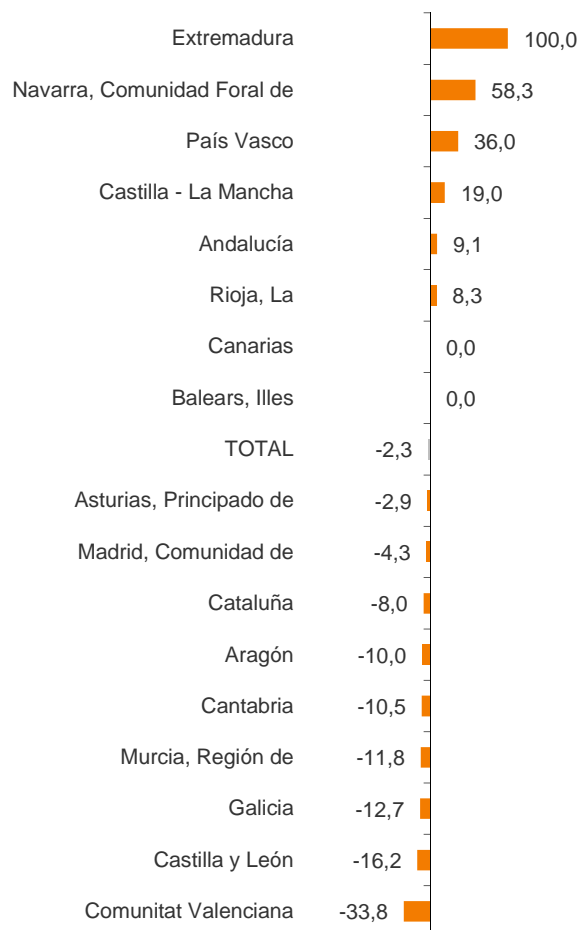 Extremadura 100,0
Navarra, Comunidad Foral de 58,3
País Vasco 36,0
Castilla - La Mancha 19,0
Andalucía 9,1
Rioja, La 8,3
Canarias 0,0
Balears, Illes 0,0
TOTAL -2,3
Asturias, Principado de -2,9
Madrid, Comunidad de -4,3
Cataluña -8,0
Aragón -10,0
Cantabria -10,5
Murcia, Región de -11,8
Galicia -12,7
Castilla y León -16,2
Comunitat Valenciana -33,8